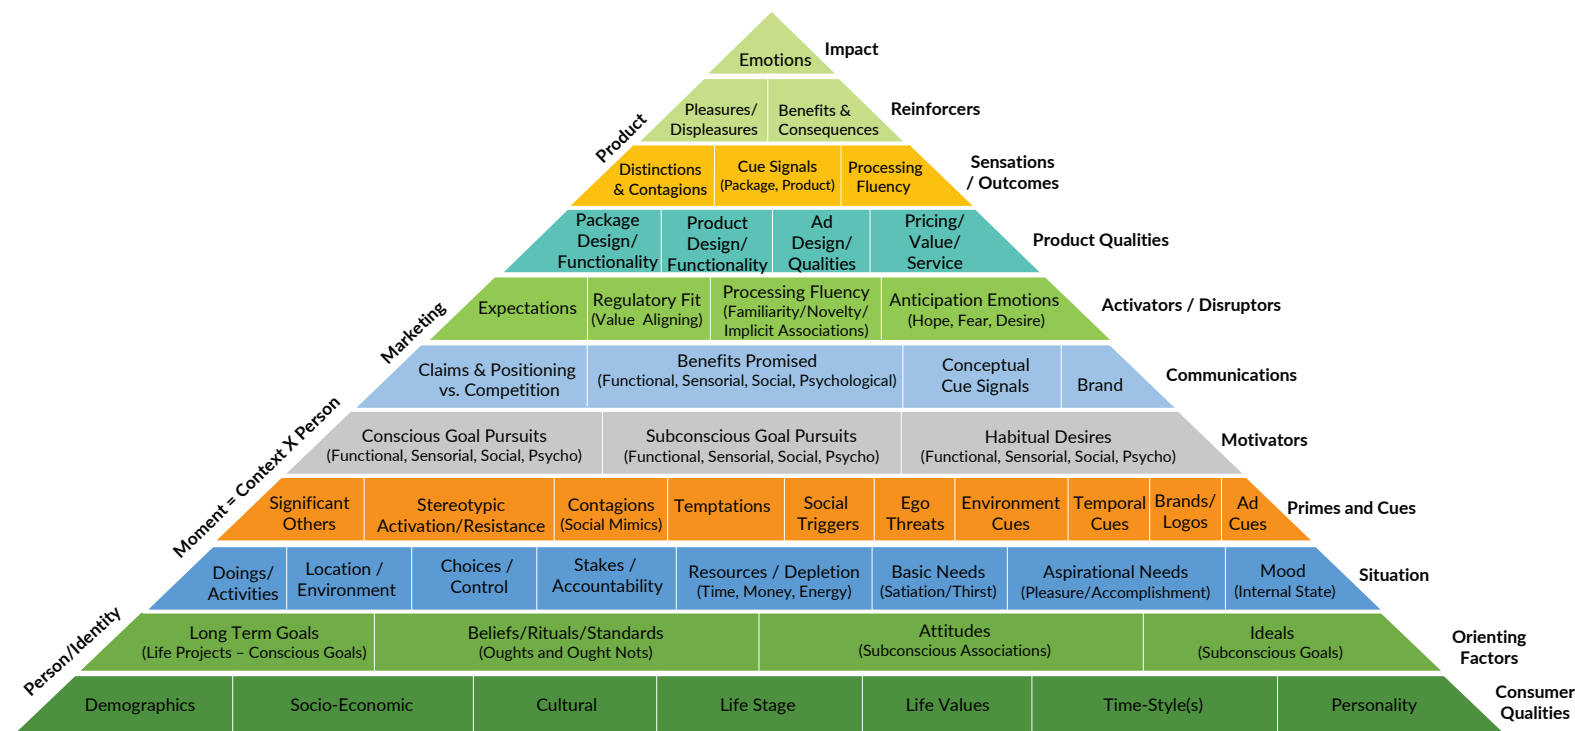 Emotions
Impact
Pleasures/
Displeasures
Benefits &
Consequences
Reinforcers
Product
Distinctions
& Contagions
Cue Signals
(Package, Product)
Processing
Fluency
Sensations
/ Outcomes
Package
Design/
Functionality
Product
Design/
Functionality
Ad
Design/
Qualities
Pricing/
Value/
Service
Product Qualities
Expectations
Regulatory Fit
(Value  Aligning)
Processing Fluency
(Familiarity/Novelty/
Implicit Associations)
Anticipation Emotions
(Hope, Fear, Desire)
Activators / Disruptors
Marketing
Claims & Positioning
vs. Competition
Benefits Promised
(Functional, Sensorial, Social, Psychological)
Conceptual
Cue Signals
Brand
Communications
Moment = Context X Person
Conscious Goal Pursuits
(Functional, Sensorial, Social, Psycho)
Subconscious Goal Pursuits
(Functional, Sensorial, Social, Psycho)
Habitual Desires
(Functional, Sensorial, Social, Psycho)
Motivators
Significant
Others
Stereotypic
Activation/Resistance
Contagions
(Social Mimics)
Temptations
Social
Triggers
Ego
Threats
Environment
Cues
Temporal
Cues
Brands/
Logos
Ad
Cues
Primes and Cues
Doings/
Activities
Location /
Environment
Choices /
Control
Stakes /
Accountability
Resources / Depletion
(Time, Money, Energy)
Basic Needs
(Satiation/Thirst)
Aspirational Needs
(Pleasure/Accomplishment)
Mood
(Internal State)
Situation
Person/Identity
Long Term Goals
(Life Projects – Conscious Goals)
Beliefs/Rituals/Standards
(Oughts and Ought Nots)
Attitudes
(Subconscious Associations)
Ideals
(Subconscious Goals)
Orienting
Factors
Demographics
Socio-Economic
Cultural
Life Stage
Life Values
Time-Style(s)
Personality
Consumer
Qualities